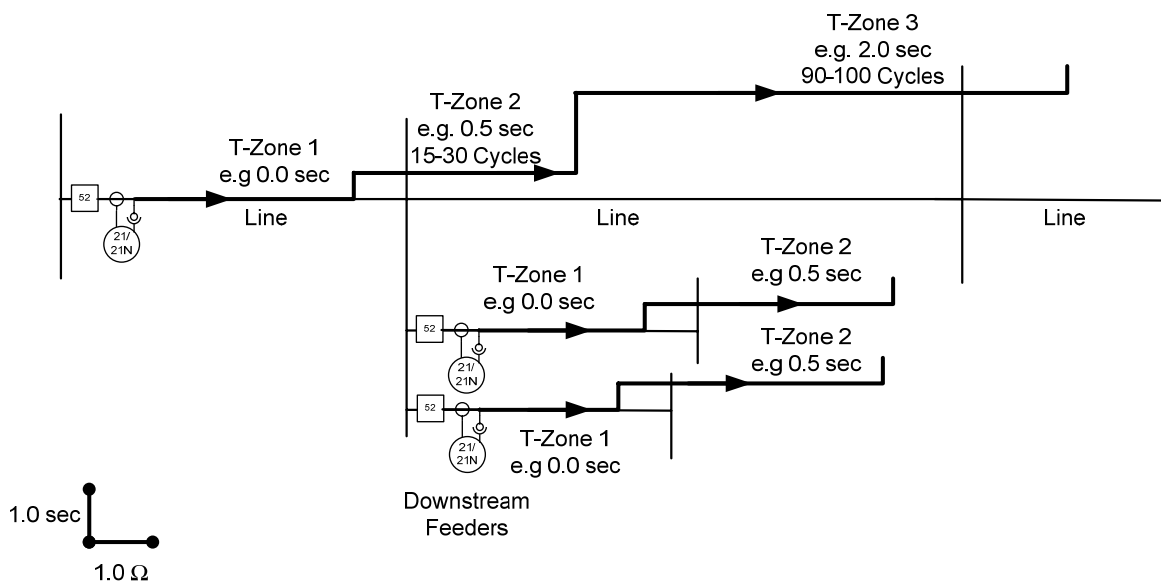 T-Zone 3
e.g. 2.0 sec
90-100 Cycles
T-Zone 2
e.g. 0.5 sec
15-30 Cycles
T-Zone 1
e.g 0.0 sec
52
21/
21N
Line
Line
Line
T-Zone 1
e.g 0.0 sec
T-Zone 2
e.g 0.5 sec
52
21/
21N
T-Zone 2
e.g 0.5 sec
52
21/
21N
T-Zone 1
e.g 0.0 sec
Downstream
Feeders
1.0 sec
1.0 Ω